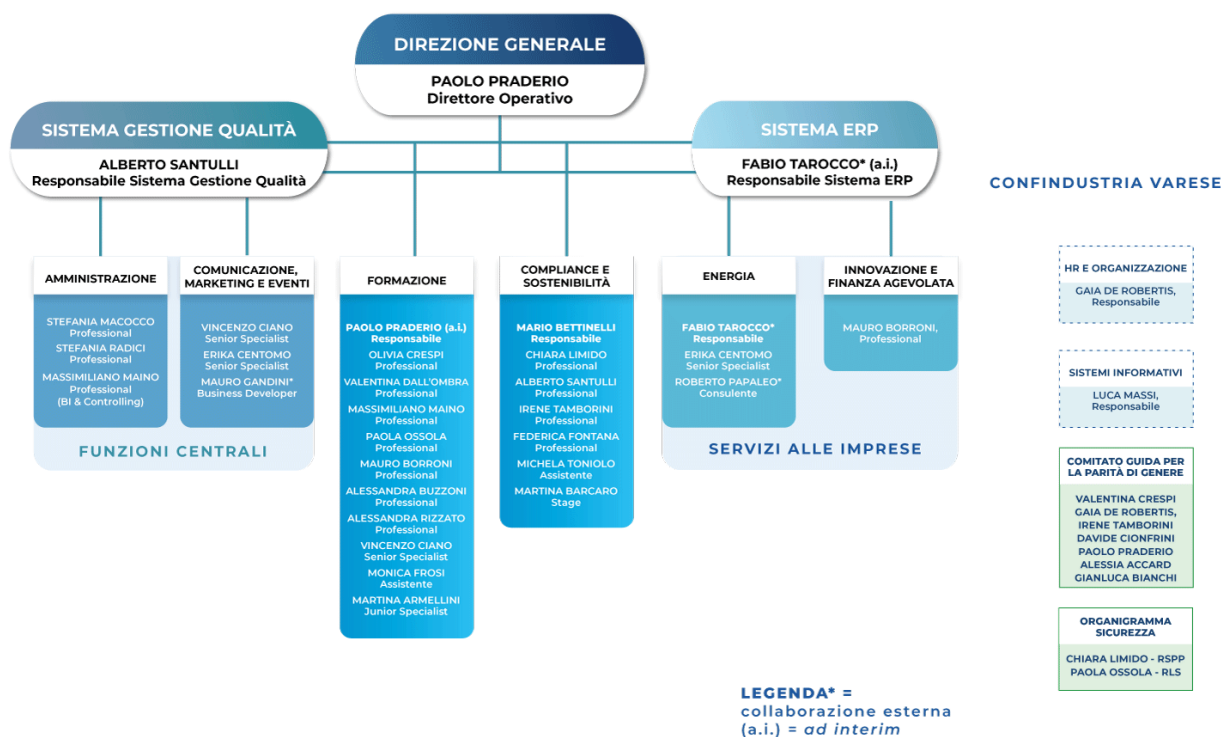 DIREZIONE GENERALE
PAOLO PRADERIO
Direttore Operativo
SISTEMA GESTIONE QUALITÀ
ALBERTO SANTULLI
Responsabile Sistema Gestione Qualità
SISTEMA ERP
FABIO TAROCCO* (a.i.)
Responsabile Sistema ERP
AMMINISTRAZIONE
STEFANIA MACOCCO
Professional
STEFANIA RADICI
Professional
MASSIMILIANO MAINO
Professional
(BI & Controlling)
COMUNICAZIONE,
MARKETING E EVENTI
VINCENZO CIANO
Senior Specialist
ERIKA CENTOMO
Senior Specialist
MAURO GANDINI*
Business Developer
FUNZIONI CENTRALI
FORMAZIONE
PAOLO PRADERIO (a.i.)
Responsabile
OLIVIA CRESPI
Professional
VALENTINA DALL'OMBRA
Professional
MASSIMILIANO MAINO
Professional
PAOLA OSSOLA
Professional
MAURO BORRONI
Professional
ALESSANDRA BUZZONI
Professional
ALESSANDRA RIZZATO
Professional
VINCENZO CIANO
Senior Specialist
MONICA FROSI
Assistente
MARTINA ARMELLINI
Junior Specialist
COMPLIANCE E
SOSTENIBILITÀ
MARIO BETTINELLI
Responsabile
CHIARA LIMIDO
Professional
ALBERTO SANTULLI
Professional
IRENE TAMBORINI
Professional
FEDERICA FONTANA
Professional
MICHELA TONIOLO
Assistente
MARTINA BARCARO
Stage
ENERGIA
FABIO TAROCCO*
Responsabile
ERIKA CENTOMO
Senior Specialist
ROBERTO PAPALEO*
Consulente
INNOVAZIONE E
FINANZA AGEVOLATA
MAURO BORRONI,
Professional
SERVIZI ALLE IMPRESE
CONFINDUSTRIA VARESE
HR E ORGANIZZAZIONE
GAIA DE ROBERTIS,
Responsabile
SISTEMI INFORMATIVI
LUCA MASSI,
Responsabile
COMITATO GUIDA PER
LA PARITÀ DI GENERE
VALENTINA CRESPI
GAIA DE ROBERTIS,
IRENE TAMBORINI
DAVIDE CIONFRINI
PAOLO PRADERIO
ALESSIA ACCARD
GIANLUCA BIANCHI
ORGANIGRAMMA
SICUREZZA
CHIARA LIMIDO - RSPP
PAOLA OSSOLA - RLS
LEGENDA* =
collaborazione esterna
(a.i.) = ad interim